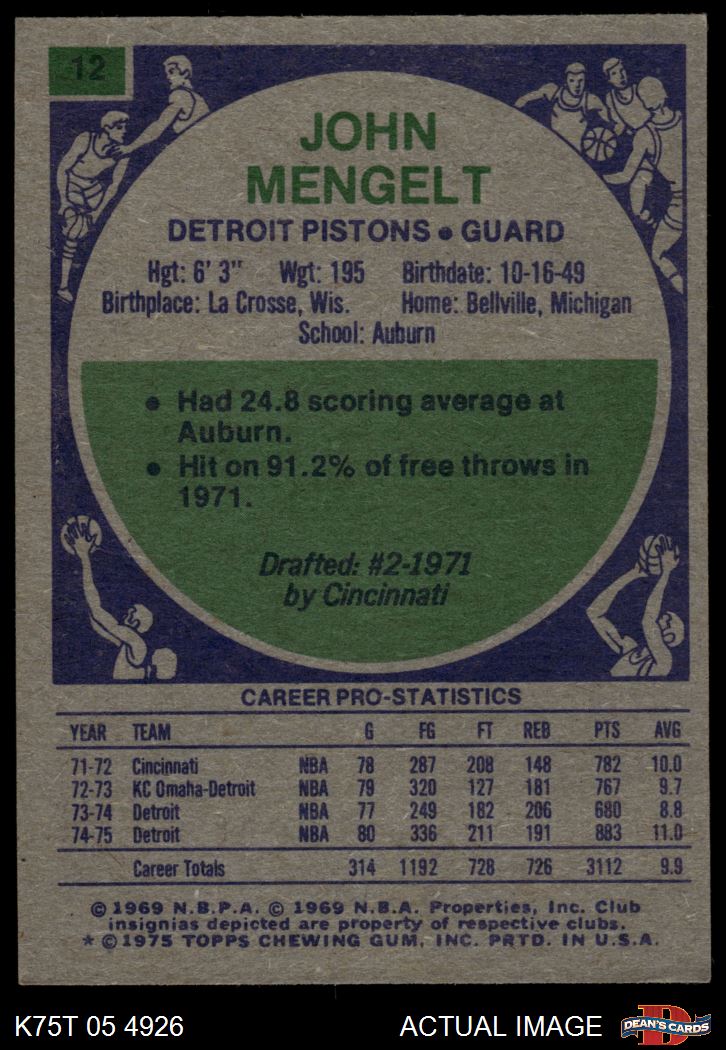 12
JOHN
MENGELT
DETROIT PISTONS • GUARD
Hgt: 6' 3" Wgt: 195 Birthdate: 10-16-49
Birthplace: La Crosse, Wis. Home: Bellville, Michigan
School: Auburn
• Had 24.8 scoring average at
Auburn.
• Hit on 91.2% of free throws in
1971.
Drafted: #2-1971
by Cincinnati
CAREER PRO-STATISTICS
YEAR TEAM G FG FT REB PTS AVG
71-72 Cincinnati NBA 78 287 208 148 782 10.0
72-73 KC Omaha-Detroit NBA 79 320 127 181 767 9.7
73-74 Detroit NBA 77 249 182 206 680 8.8
74-75 Detroit NBA 80 336 211 191 883 11.0
Career Totals 314 1192 728 726 3112 9.9
© 1969 N.B.P.A. © 1969 N.B.A. Properties, Inc. Club
insignias depicted are property of respective clubs.
* © 1975 TOPPS CHEWING GUM, INC. PRTD. IN U.S.A.
K75T 05 4926 ACTUAL IMAGE
D
DEAN'S CARDS